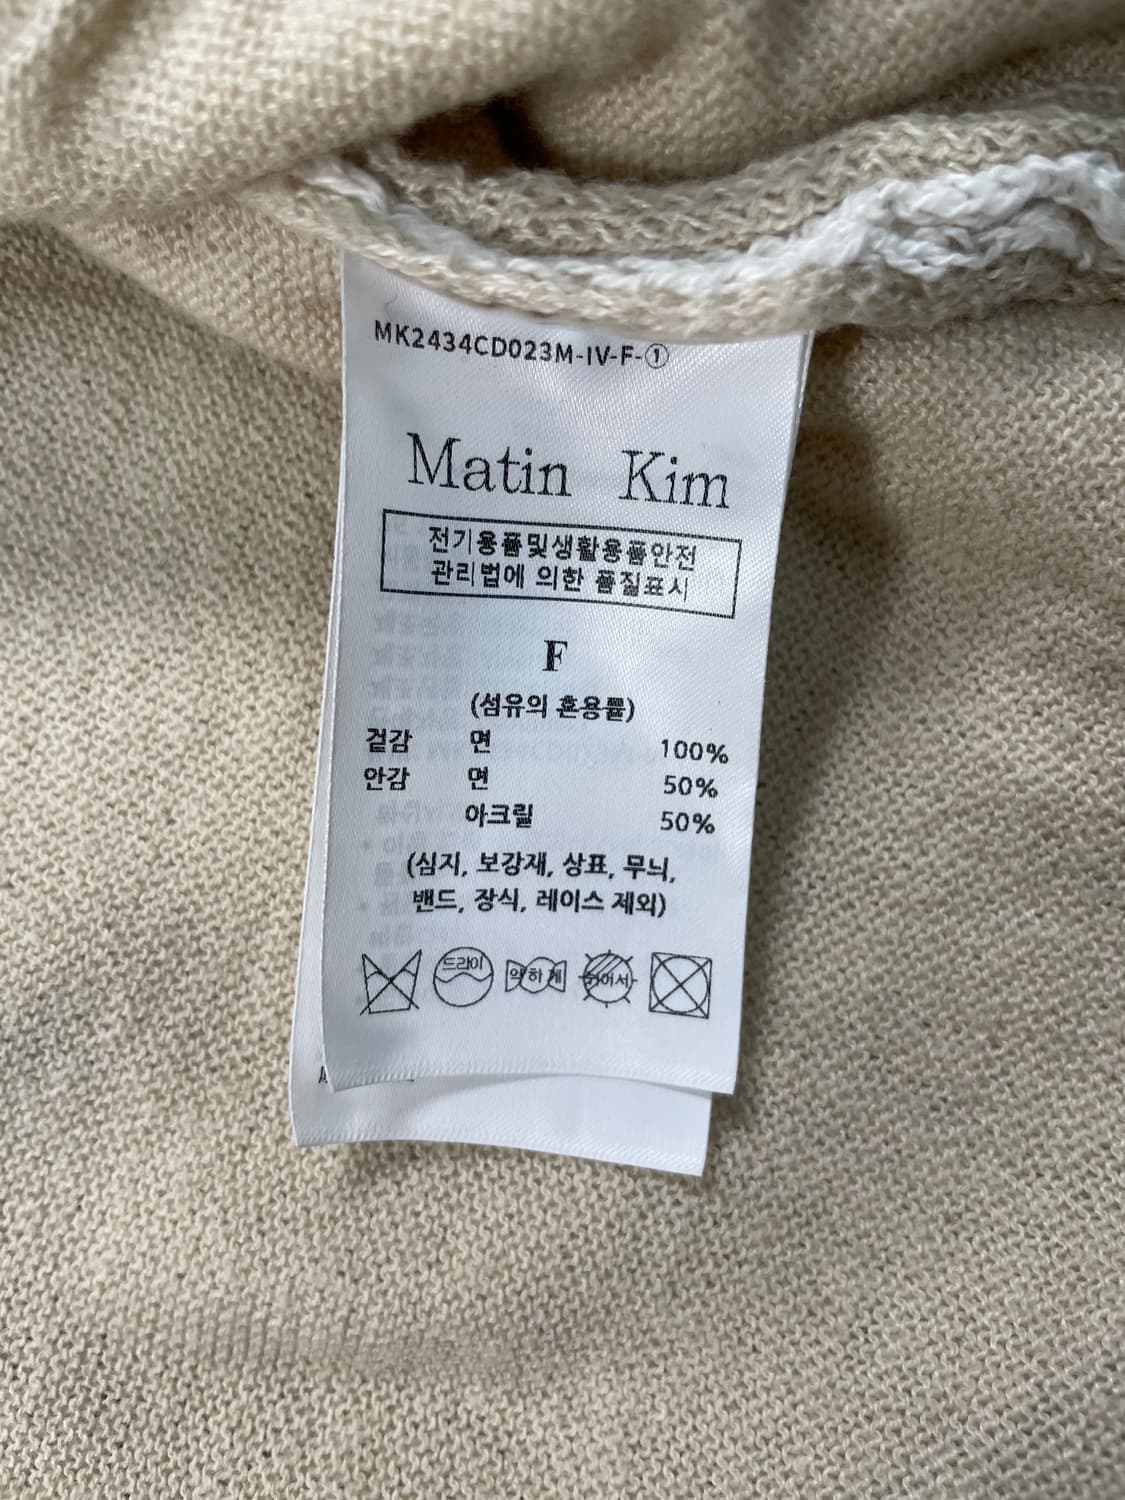 MK2434CD023M-IV-F-①
Matin Kim
전기용품및생활용품안전
관리법에 의한 품질표시
F
(섬유의 혼용률)
겉감 면 100%
안감 면 50%
아크릴 50%
(심지, 보강재, 상표, 무늬,
밴드, 장식, 레이스 제외)
드라이 약하게 뉘어서